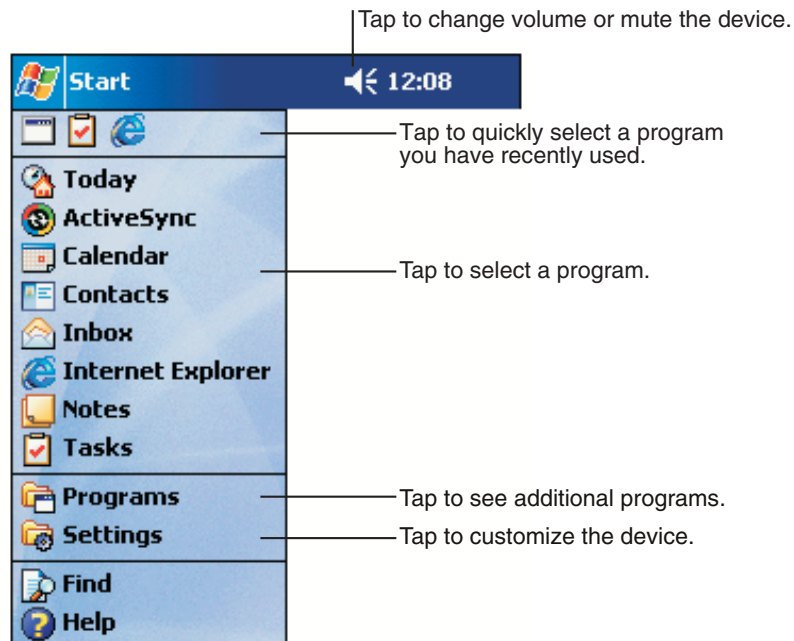 Tap to change volume or mute the device.
Start
12:08
Tap to quickly select a program
you have recently used.
Today
ActiveSync
Calendar
Tap to select a program.
Contacts
Inbox
Internet Explorer
Notes
Tasks
Programs
Tap to see additional programs.
Settings
Tap to customize the device.
Find
Help